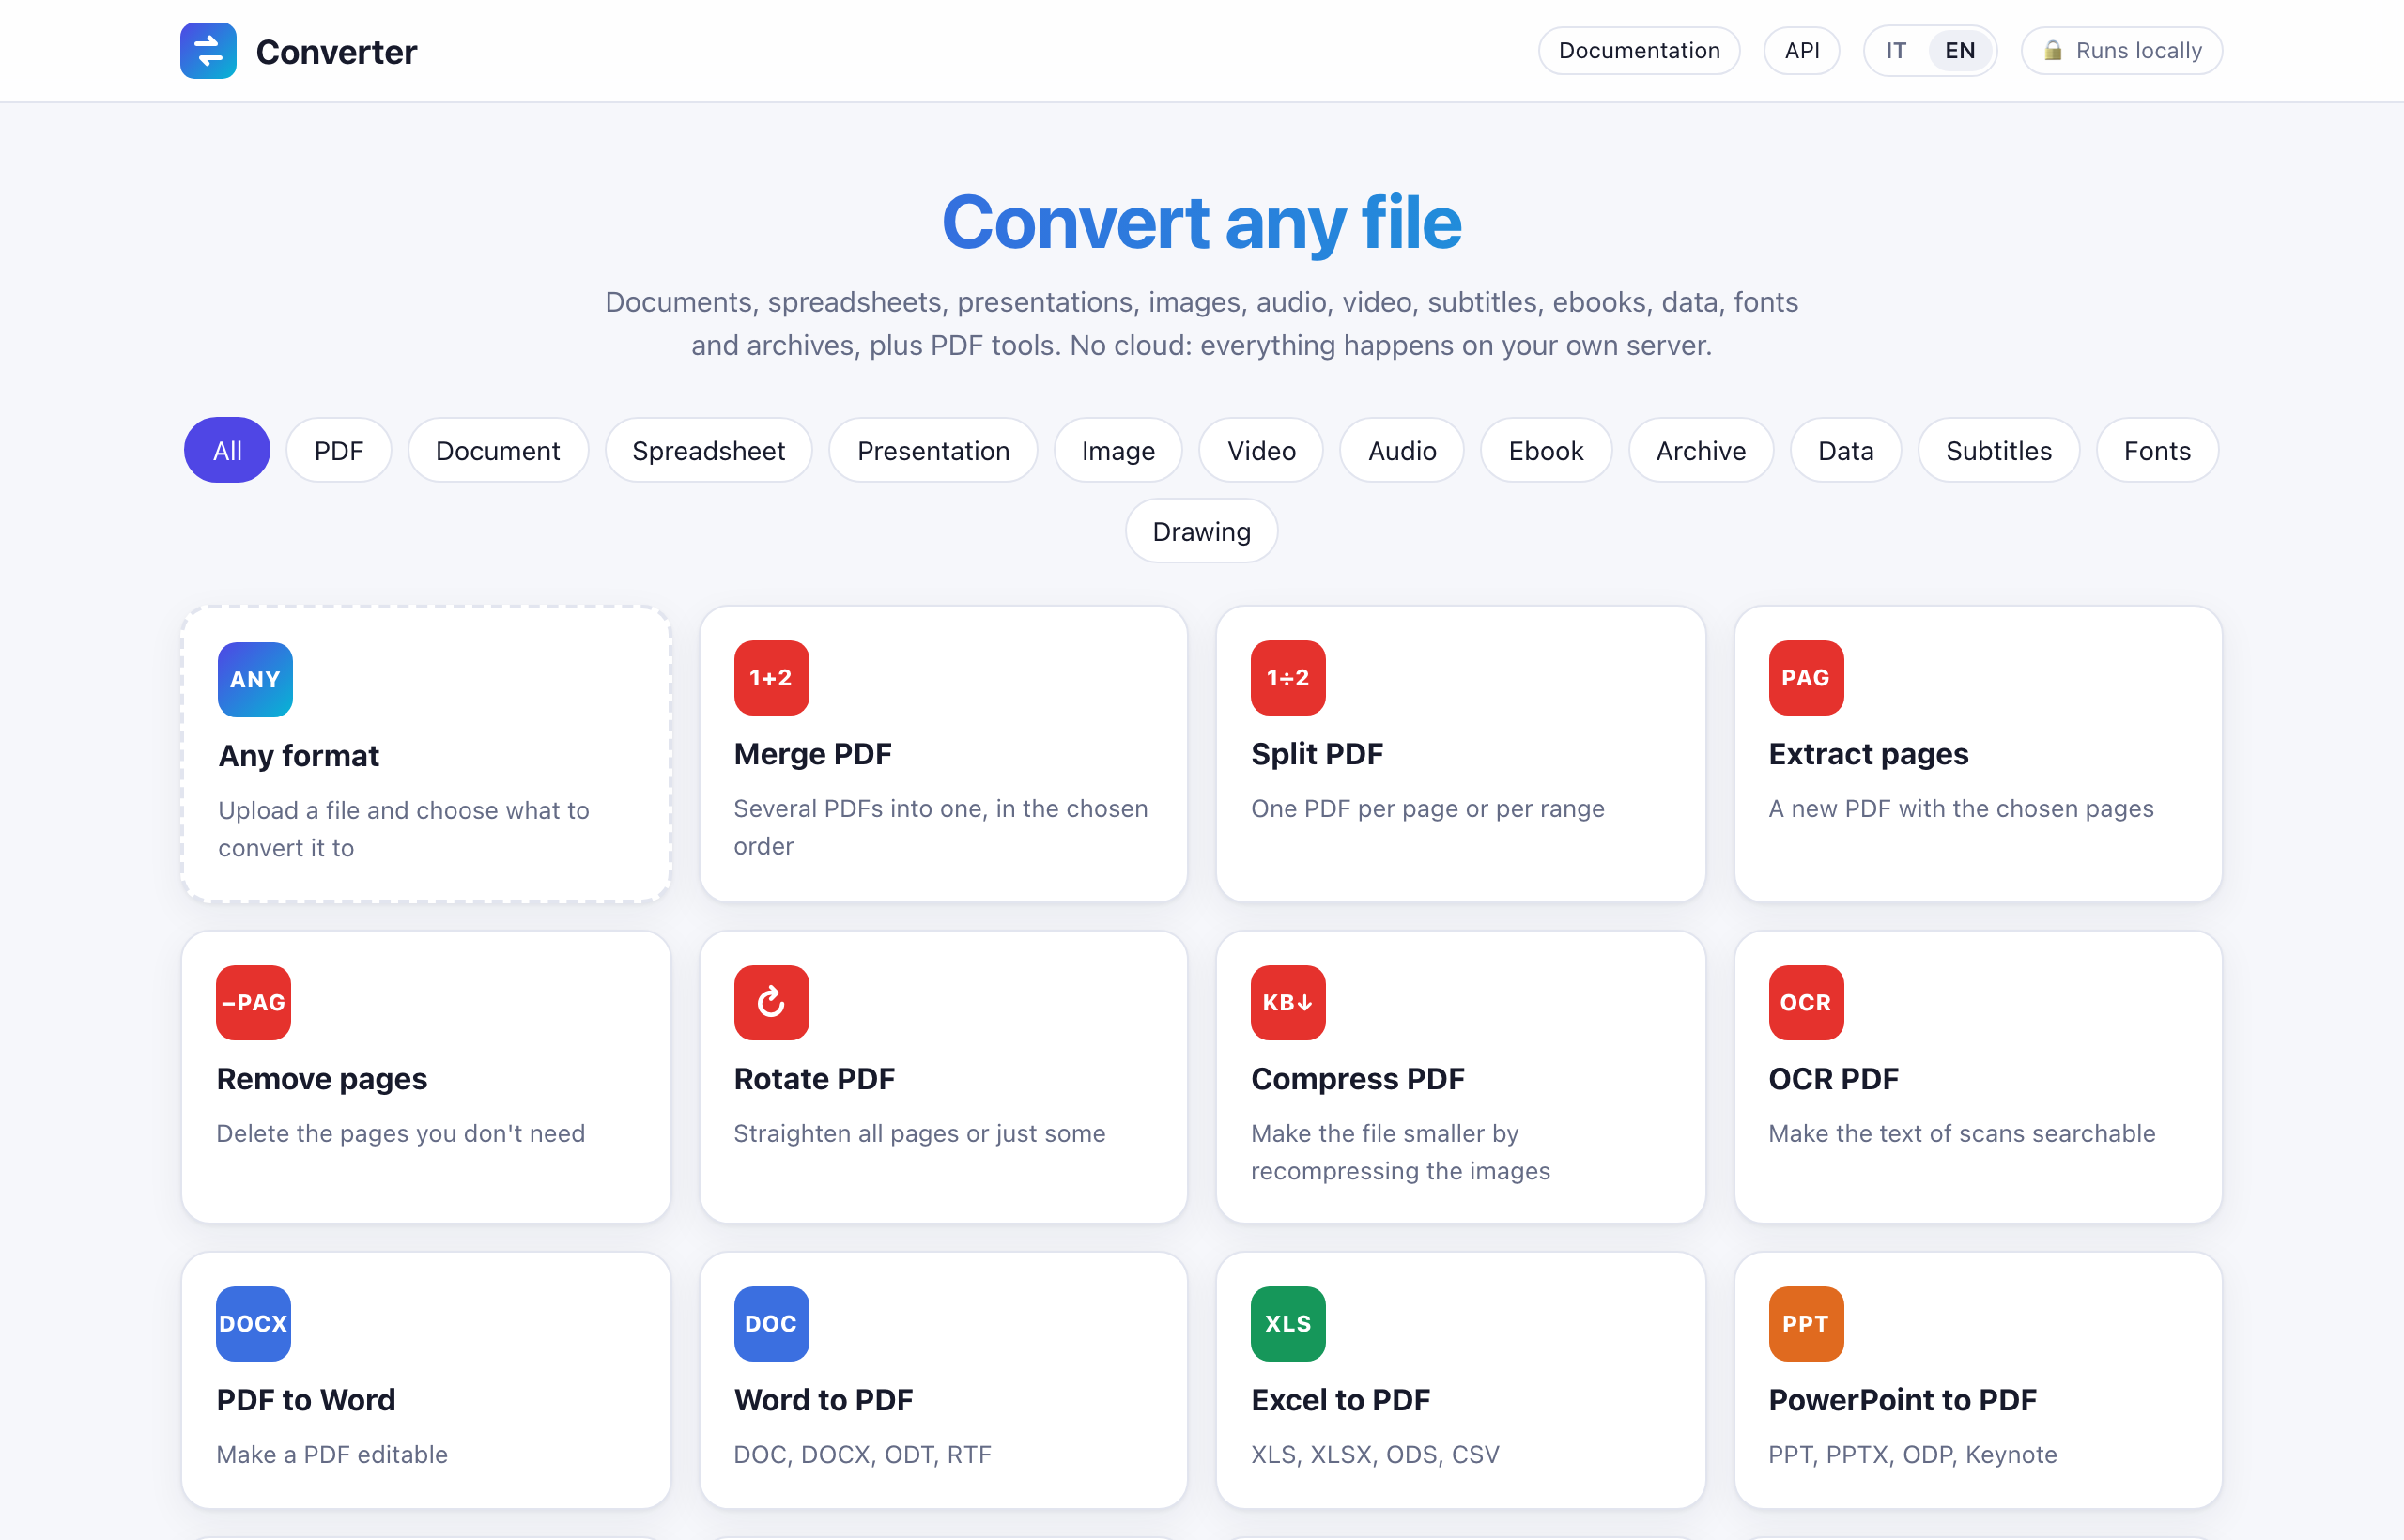 Converter
Documentation
API
IT
EN
Runs locally
Convert any file
Documents, spreadsheets, presentations, images, audio, video, subtitles, ebooks, data, fonts
and archives, plus PDF tools. No cloud: everything happens on your own server.
All
PDF
Document
Spreadsheet
Presentation
Image
Video
Audio
Ebook
Archive
Data
Subtitles
Fonts
Drawing
ANY
Any format
Upload a file and choose what to
convert it to
1+2
Merge PDF
Several PDFs into one, in the chosen
order
1÷2
Split PDF
One PDF per page or per range
PAG
Extract pages
A new PDF with the chosen pages
−PAG
Remove pages
Delete the pages you don't need
Rotate PDF
Straighten all pages or just some
KB↓
Compress PDF
Make the file smaller by
recompressing the images
OCR
OCR PDF
Make the text of scans searchable
DOCX
PDF to Word
Make a PDF editable
DOC
Word to PDF
DOC, DOCX, ODT, RTF
XLS
Excel to PDF
XLS, XLSX, ODS, CSV
PPT
PowerPoint to PDF
PPT, PPTX, ODP, Keynote